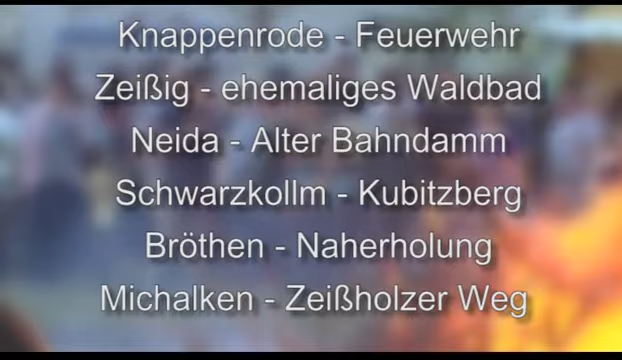 Knappenrode - Feuerwehr
Zeißig - ehemaliges Waldbad
Neida - Alter Bahndamm
Schwarzkollm - Kubitzberg
Bröthen - Naherholung
Michalken - Zeißholzer Weg